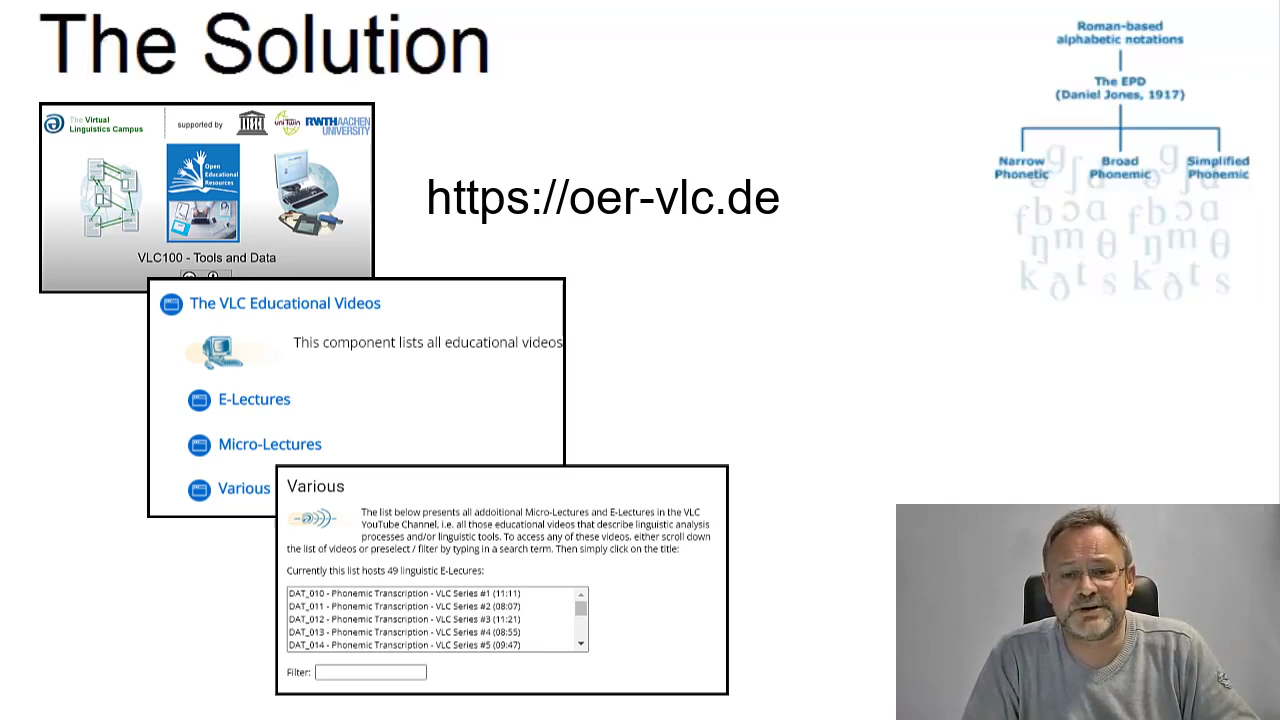 The Solution
The Virtual
Linguistics Campus
supported by
uni Twin
RWTHAACHEN
UNIVERSITY
Open
Educational
Resources
VLC100 - Tools and Data
https://oer-vlc.de
Roman-based
alphabetic notations
The EPD
(Daniel Jones, 1917)
Narrow
Phonetic
Broad
Phonemic
Simplified
Phonemic
The VLC Educational Videos
This component lists all educational videos
E-Lectures
Micro-Lectures
Various
Various
The list below presents all addoitional Micro-Lectures and E-Lectures in the VLC
YouTube Channel, i.e. all those educational videos that describe linguistic analysis
processes and/or linguistic tools. To access any of these videos, either scroll down
the list of videos or preselect / filter by typing in a search term. Then simply click on the title:
Currently this list hosts 49 linguistic E-Lecures:
DAT_010 - Phonemic Transcription - VLC Series #1 (11:11)
DAT_011 - Phonemic Transcription - VLC Series #2 (08:07)
DAT_012 - Phonemic Transcription - VLC Series #3 (11:21)
DAT_013 - Phonemic Transcription - VLC Series #4 (08:55)
DAT_014 - Phonemic Transcription - VLC Series #5 (09:47)
Filter: